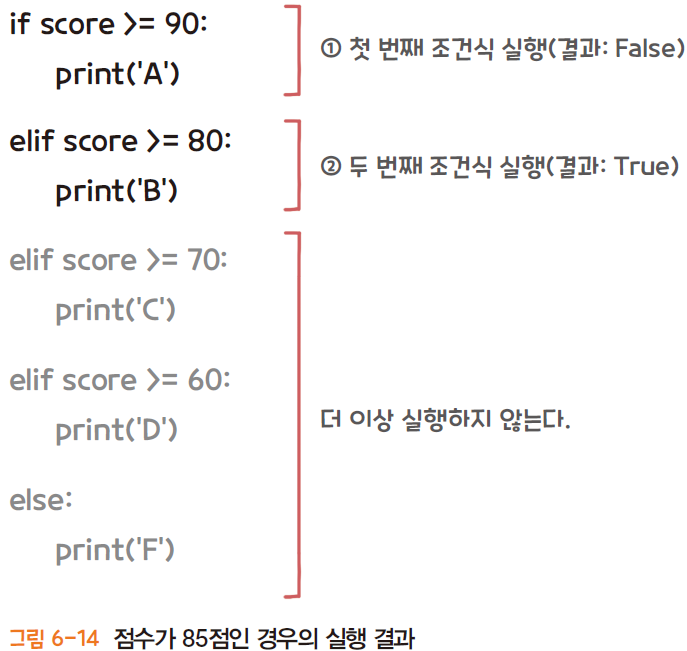 if score >= 90:
print('A')
① 첫 번째 조건식 실행(결과: False)
elif score >= 80:
print('B')
② 두 번째 조건식 실행(결과: True)
elif score >= 70:
print('C')
elif score >= 60:
print('D')
else:
print('F')
더 이상 실행하지 않는다.
그림 6-14 점수가 85점인 경우의 실행 결과